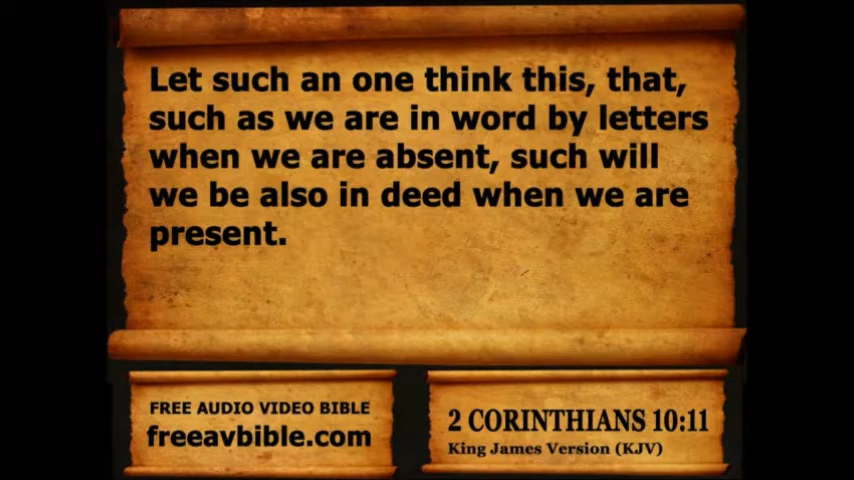 Let such an one think this, that,
such as we are in word by letters
when we are absent, such will
we be also in deed when we are
present.
FREE AUDIO VIDEO BIBLE
freeavbible.com
2 CORINTHIANS 10:11
King James Version (KJV)